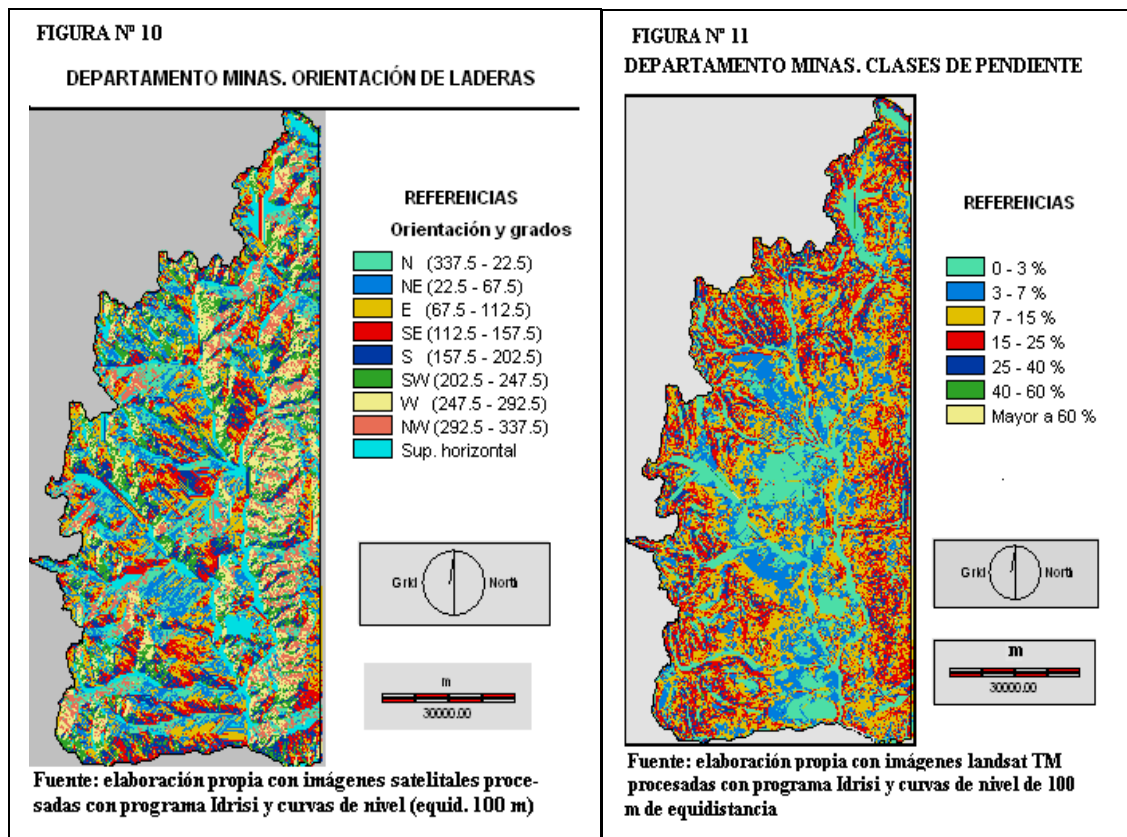 FIGURA Nº 10
DEPARTAMENTO MINAS. ORIENTACIÓN DE LADERAS
REFERENCIAS
Orientación y grados
N (337.5 - 22.5)
NE (22.5 - 67.5)
E (67.5 - 112.5)
SE (112.5 - 157.5)
S (157.5 - 202.5)
SW (202.5 - 247.5)
W (247.5 - 292.5)
NW (292.5 - 337.5)
Sup. horizontal
Grid North
m
30000.00
Fuente: elaboración propia con imágenes satelitales proce-
sadas con programa Idrisi y curvas de nivel (equid. 100 m)
FIGURA Nº 11
DEPARTAMENTO MINAS. CLASES DE PENDIENTE
REFERENCIAS
0 - 3 %
3 - 7 %
7 - 15 %
15 - 25 %
25 - 40 %
40 - 60 %
Mayor a 60 %
Grid North
m
30000.00
Fuente: elaboración propia con imágenes landsat TM
procesadas con programa Idrisi y curvas de nivel de 100
m de equidistancia